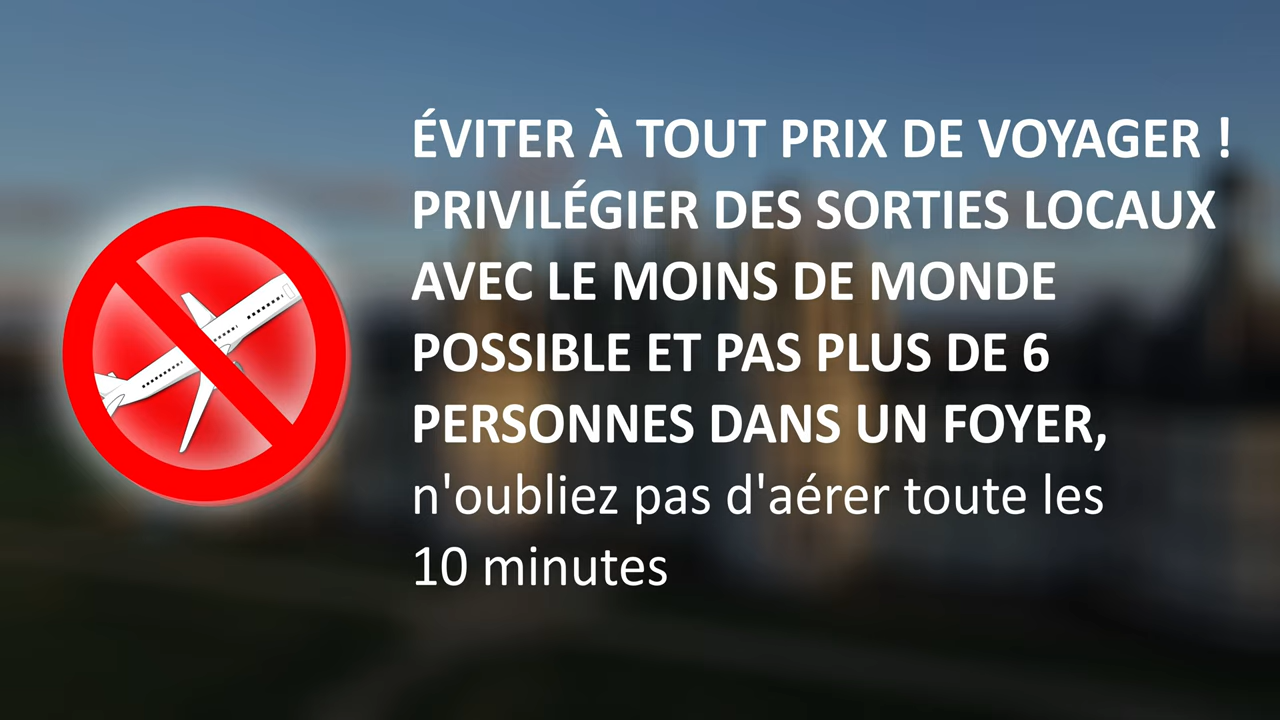 ÉVITER À TOUT PRIX DE VOYAGER !
PRIVILÉGIER DES SORTIES LOCAUX
AVEC LE MOINS DE MONDE
POSSIBLE ET PAS PLUS DE 6
PERSONNES DANS UN FOYER,
n'oubliez pas d'aérer toute les
10 minutes